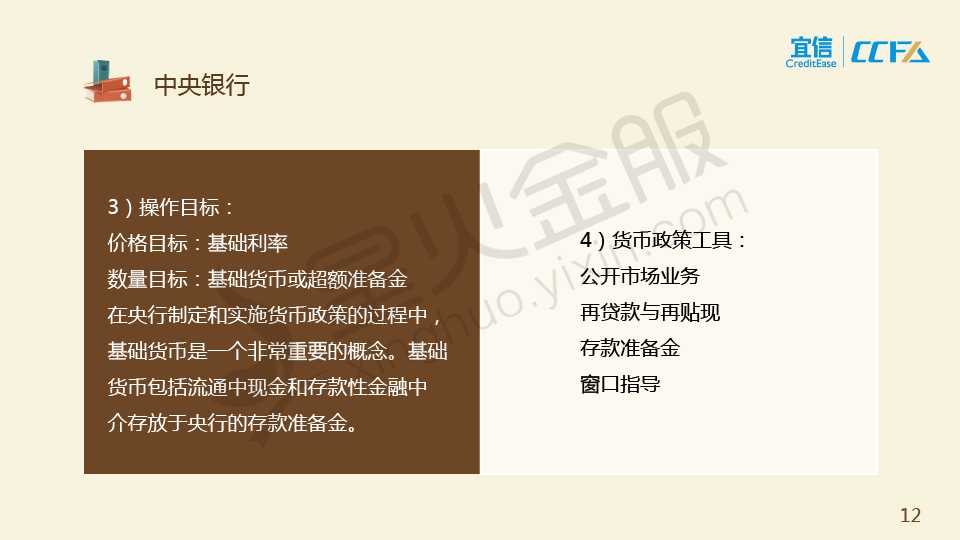 宜信
CreditEase
CCFA
中央银行
3）操作目标：
价格目标：基础利率
数量目标：基础货币或超额准备金
在央行制定和实施货币政策的过程中，
基础货币是一个非常重要的概念。基础
货币包括流通中现金和存款性金融中
介存放于央行的存款准备金。
4）货币政策工具：
公开市场业务
再贷款与再贴现
存款准备金
窗口指导
星火金服
xinghuo.yixin.com
12